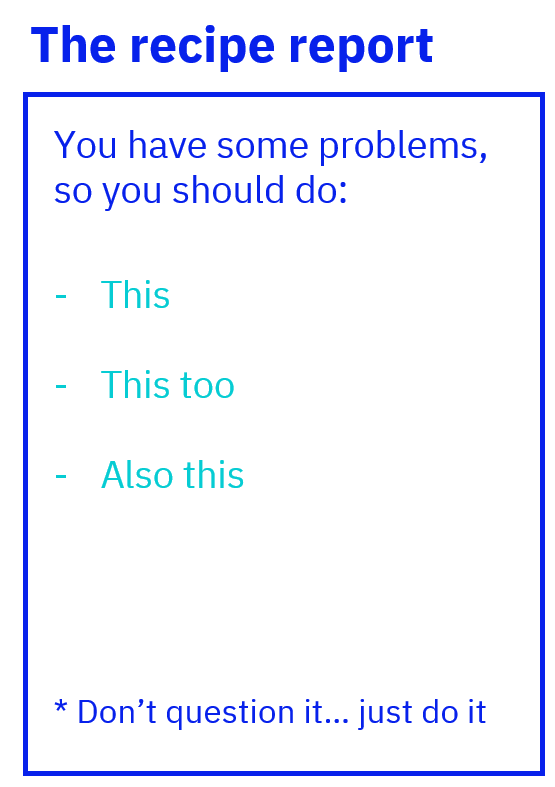 The recipe report
You have some problems,
so you should do:
- This
- This too
- Also this
* Don’t question it... just do it